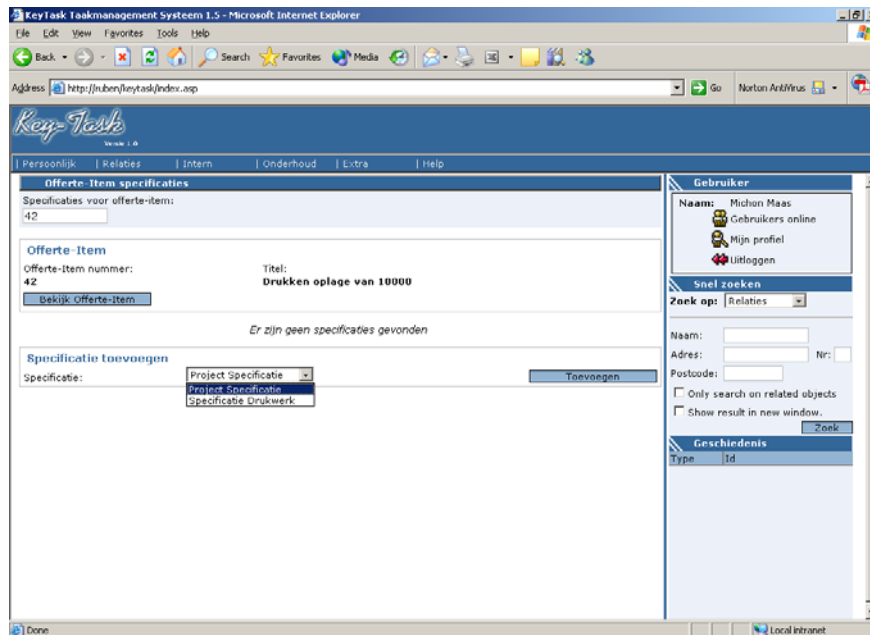 KeyTask Taakmanagement Systeem 1.5 - Microsoft Internet Explorer
File Edit View Favorites Tools Help
Back Search Favorites Media
Address http://ruben/keytask/index.asp Go Norton AntiVirus
Key-Task
Versie 1.0
| Persoonlijk | Relaties | Intern | Onderhoud | Extra | Help
Offerte-Item specificaties
Specificaties voor offerte-item:
42
Offerte-Item
Offerte-Item nummer: Titel:
42 Drukken oplage van 10000
Bekijk Offerte-Item
Er zijn geen specificaties gevonden
Specificatie toevoegen
Specificatie: Project Specificatie Toevoegen
Project Specificatie
Specificatie Drukwerk
Gebruiker
Naam: Michon Maas
Gebruikers online
Mijn profiel
Uitloggen
Snel zoeken
Zoek op: Relaties
Naam:
Adres: Nr:
Postcode:
Only search on related objects
Show result in new window.
Zoek
Geschiedenis
Type Id
Done Local intranet